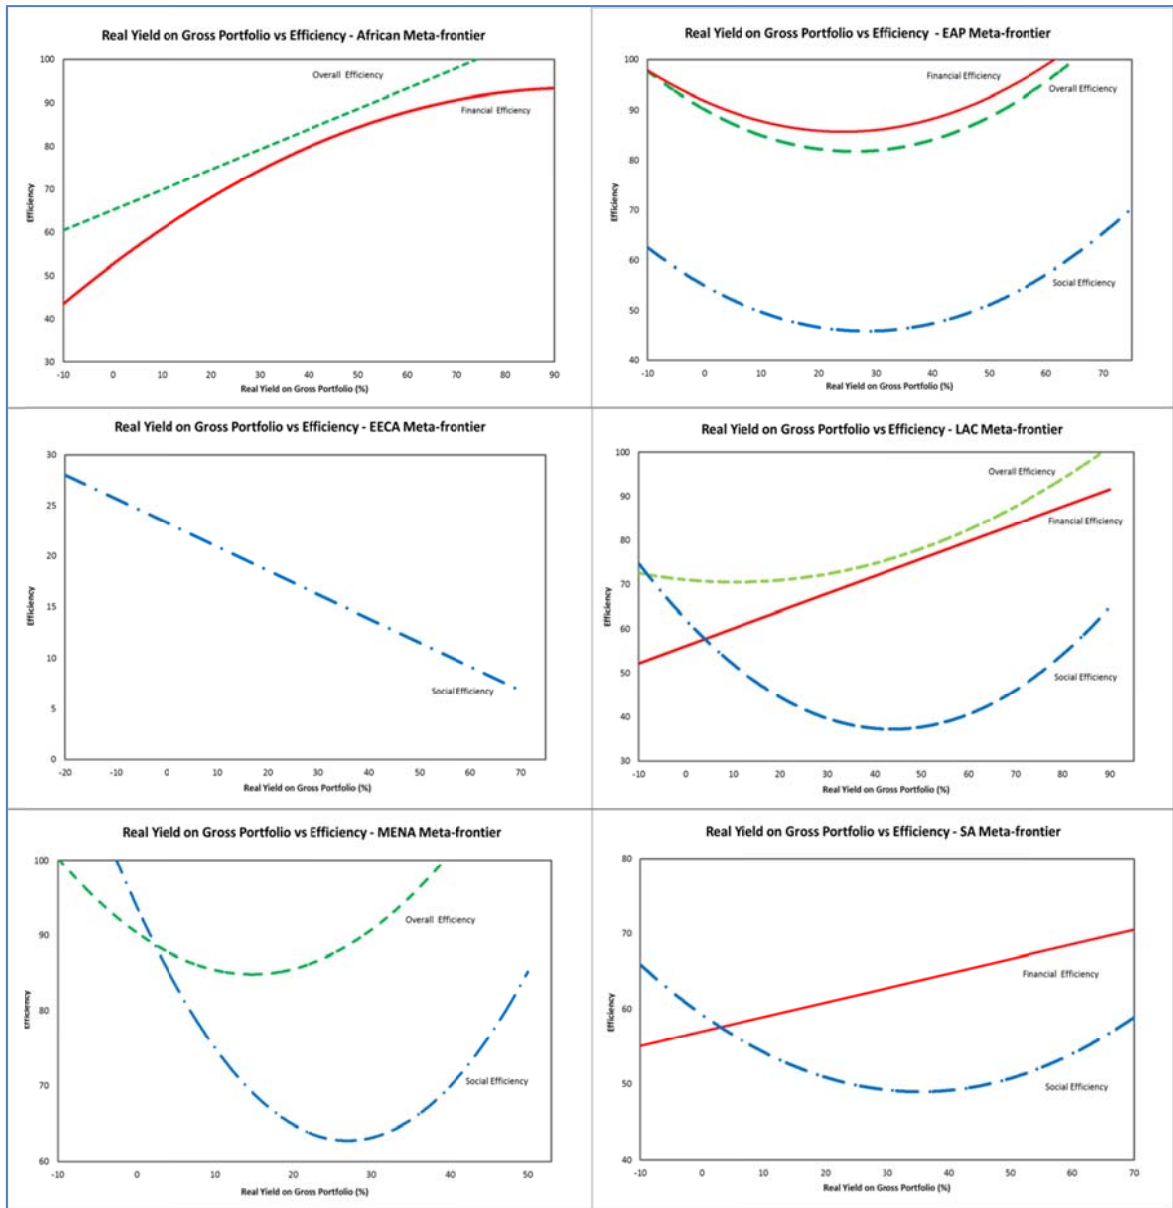 Real Yield on Gross Portfolio vs Efficiency - African Meta-frontier
100
90
80
70
60
50
40
30
Efficiency
Overall Efficiency
Financial Efficiency
-10 0 10 20 30 40 50 60 70 80 90
Real Yield on Gross Portfolio (%)
Real Yield on Gross Portfolio vs Efficiency - EAP Meta-frontier
100
90
80
70
60
50
40
Efficiency
Financial Efficiency
Overall Efficiency
Social Efficiency
-10 0 10 20 30 40 50 60 70
Real Yield on Gross Portfolio (%)
Real Yield on Gross Portfolio vs Efficiency - EECA Meta-frontier
30
25
20
15
10
5
0
Efficiency
Social Efficiency
-20 -10 0 10 20 30 40 50 60 70
Real Yield on Gross Portfolio (%)
Real Yield on Gross Portfolio vs Efficiency - LAC Meta-frontier
100
90
80
70
60
50
40
30
Efficiency
Overall Efficiency
Financial Efficiency
Social Efficiency
-10 0 10 20 30 40 50 60 70 80 90
Real Yield on Gross Portfolio (%)
Real Yield on Gross Portfolio vs Efficiency - MENA Meta-frontier
100
90
80
70
60
Efficiency
Overall Efficiency
Social Efficiency
-10 0 10 20 30 40 50
Real Yield on Gross Portfolio (%)
Real Yield on Gross Portfolio vs Efficiency - SA Meta-frontier
80
70
60
50
40
Efficiency
Financial Efficiency
Social Efficiency
-10 0 10 20 30 40 50 60 70
Real Yield on Gross Portfolio (%)